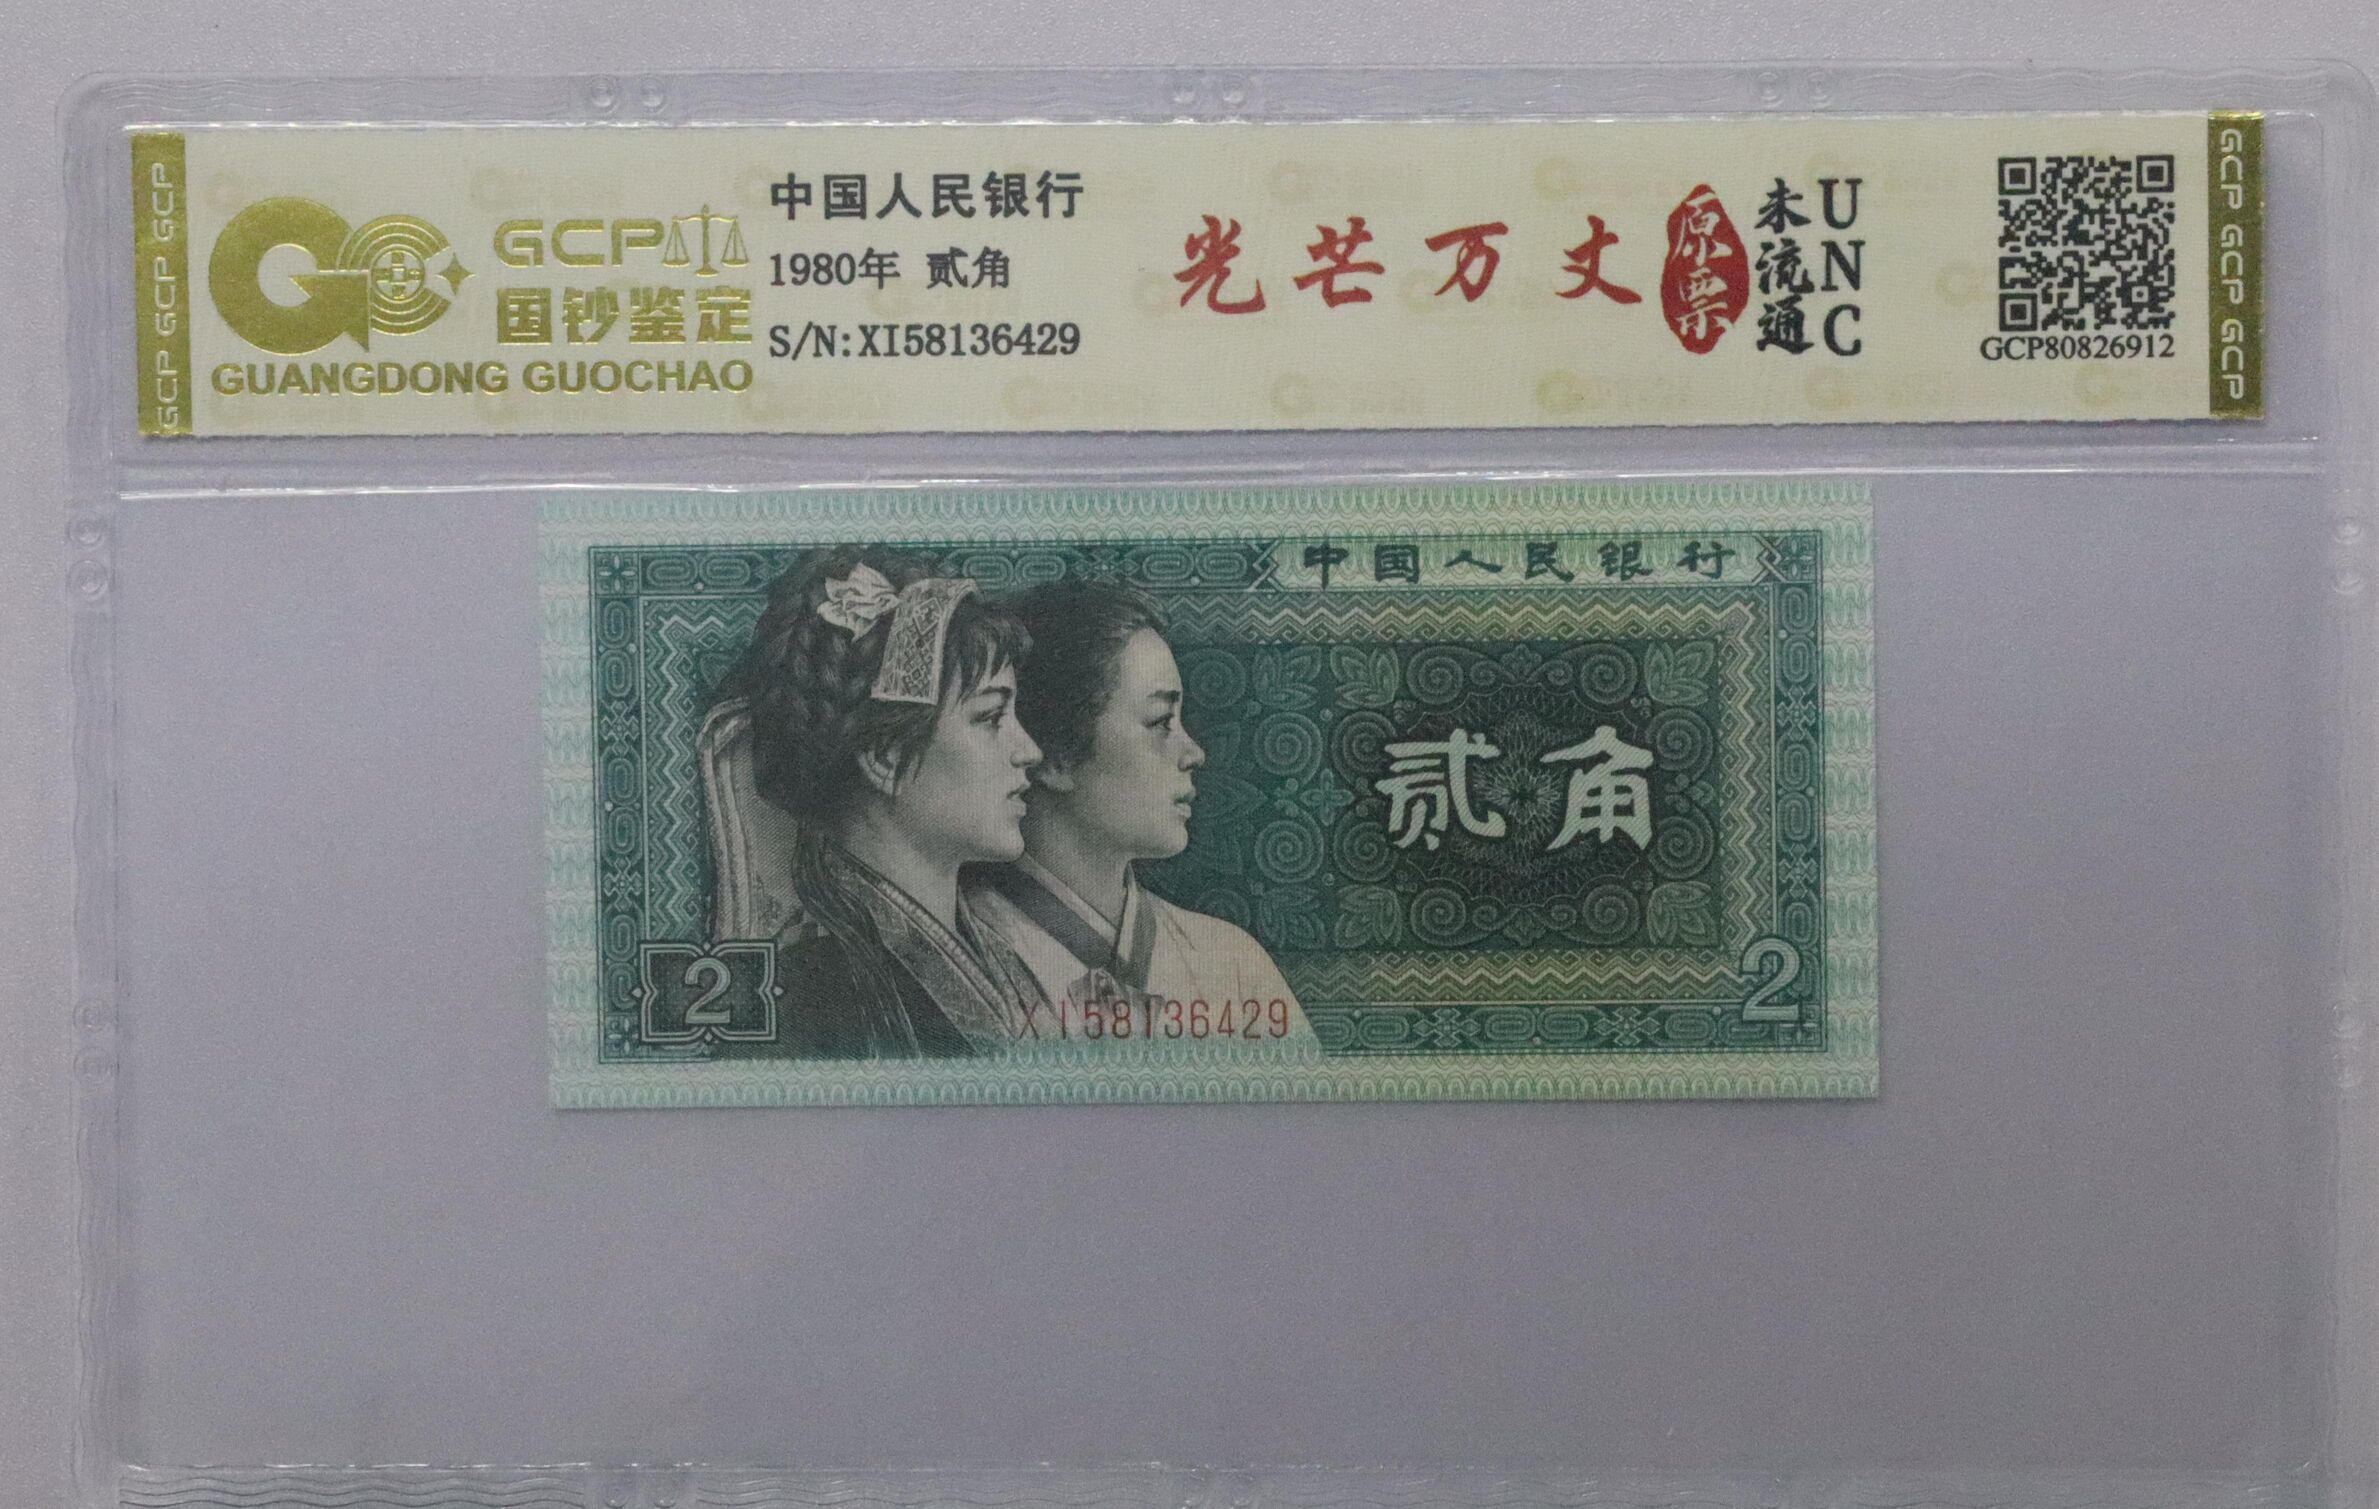 GCP GCP GCP
GCP
国钞鉴定
GUANGDONG GUOCHAO
中国人民银行
1980年 贰角
S/N:XI58136429
光芒万丈
原票
未流通
UNC
GCP80826912
GCP GCP GCP
中国人民银行
贰角
2
XI58136429
2